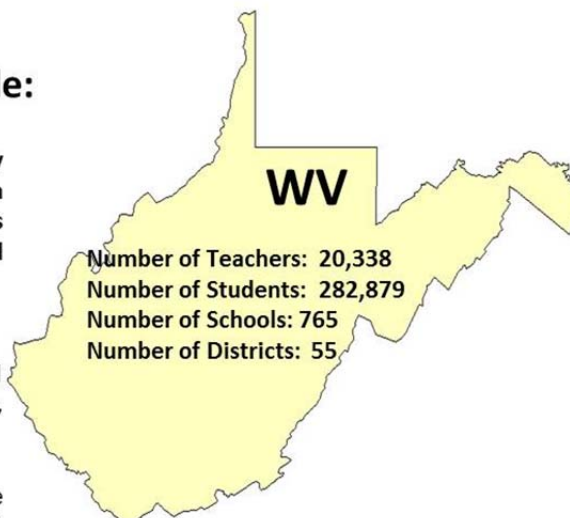 WV
Number of Teachers: 20,338
Number of Students: 282,879
Number of Schools: 765
Number of Districts: 55